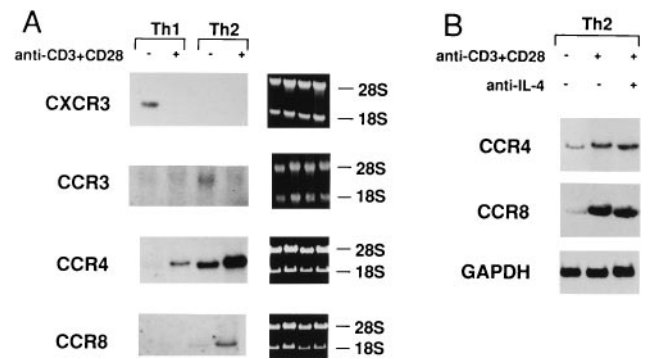 A
Th1 Th2
anti-CD3+CD28 - + - +
CXCR3
28S
18S
CCR3
28S
18S
CCR4
28S
18S
CCR8
28S
18S
B
Th2
anti-CD3+CD28 - + +
anti-IL-4 - - +
CCR4
CCR8
GAPDH